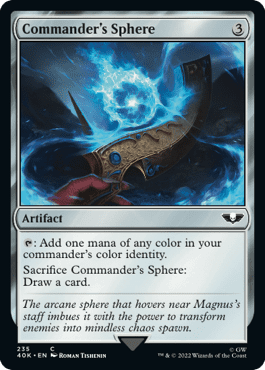 Commander's Sphere 3
Artifact
: Add one mana of any color in your
commander's color identity.
Sacrifice Commander's Sphere:
Draw a card.
The arcane sphere that hovers near Magnus's
staff imbues it with the power to transform
enemies into mindless chaos spawn.
235 C © GW
40K • EN ROMAN TISHENIN ™ & © 2022 Wizards of the Coast